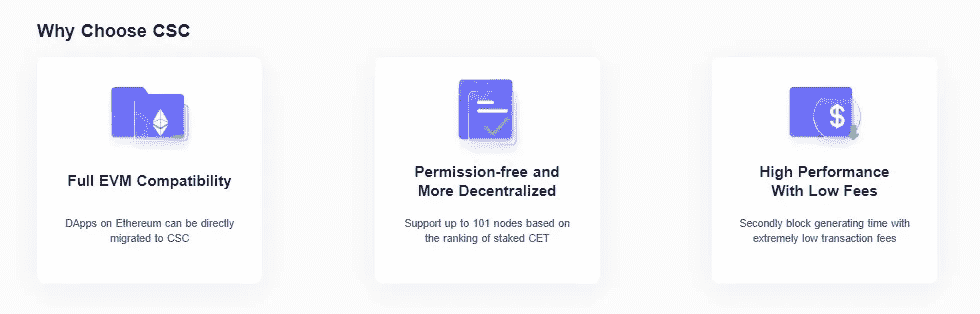 Why Choose CSC
Full EVM Compatibility
DApps on Ethereum can be directly
migrated to CSC
Permission-free and
More Decentralized
Support up to 101 nodes based on
the ranking of staked CET
$
High Performance
With Low Fees
Secondly block generating time with
extremely low transaction fees